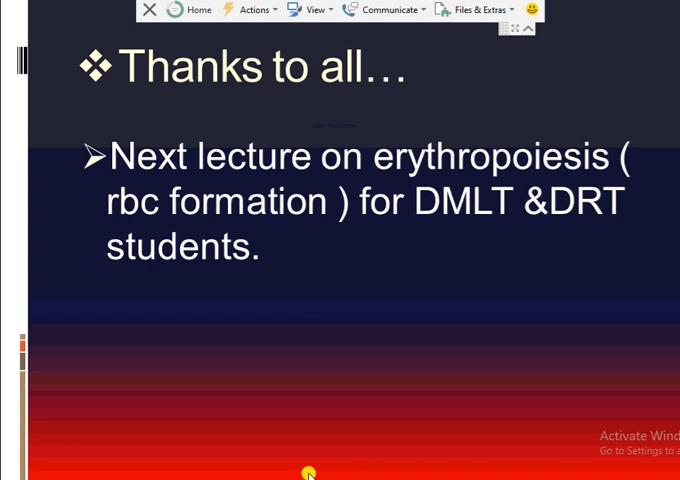 Home Actions View Communicate Files & Extras
Thanks to all…
Next lecture on erythropoiesis (
rbc formation ) for DMLT &DRT
students.
Activate Wind
Go to Settings to a